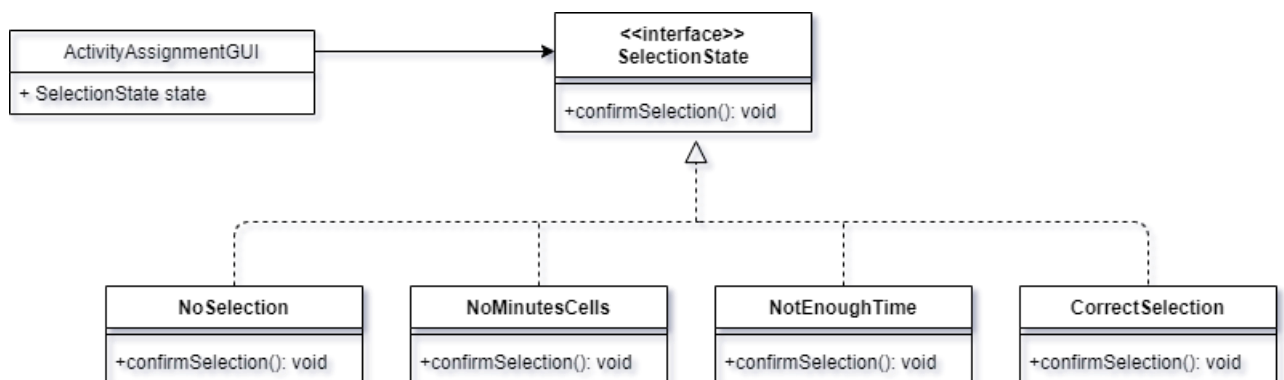 ActivityAssignmentGUI
+ SelectionState state
<<interface>>
SelectionState
+confirmSelection(): void
NoSelection
+confirmSelection(): void
NoMinutesCells
+confirmSelection(): void
NotEnoughTime
+confirmSelection(): void
CorrectSelection
+confirmSelection(): void